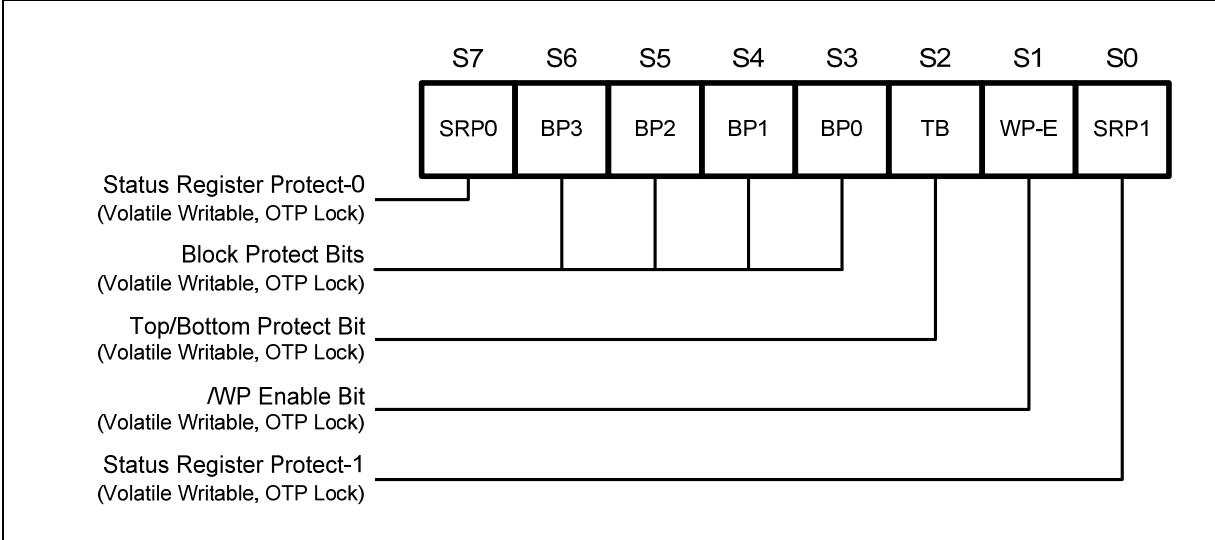 S7 S6 S5 S4 S3 S2 S1 S0
SRP0 BP3 BP2 BP1 BP0 TB WP-E SRP1
Status Register Protect-0
(Volatile Writable, OTP Lock)
Block Protect Bits
(Volatile Writable, OTP Lock)
Top/Bottom Protect Bit
(Volatile Writable, OTP Lock)
/WP Enable Bit
(Volatile Writable, OTP Lock)
Status Register Protect-1
(Volatile Writable, OTP Lock)